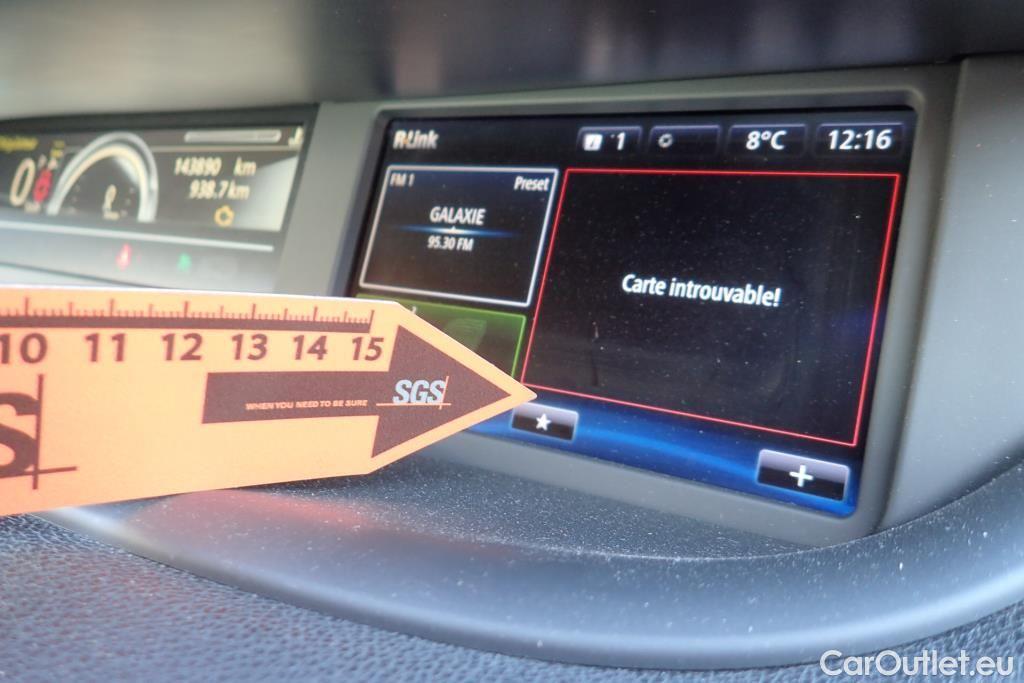 R-Link
1
8°C
12:16
143890 km
938.7 km
0
FM 1
Preset
GALAXIE
95.30 FM
Carte introuvable!
10 11 12 13 14 15
SGS
WHEN YOU NEED TO BE SURE
S
CarOutlet.eu